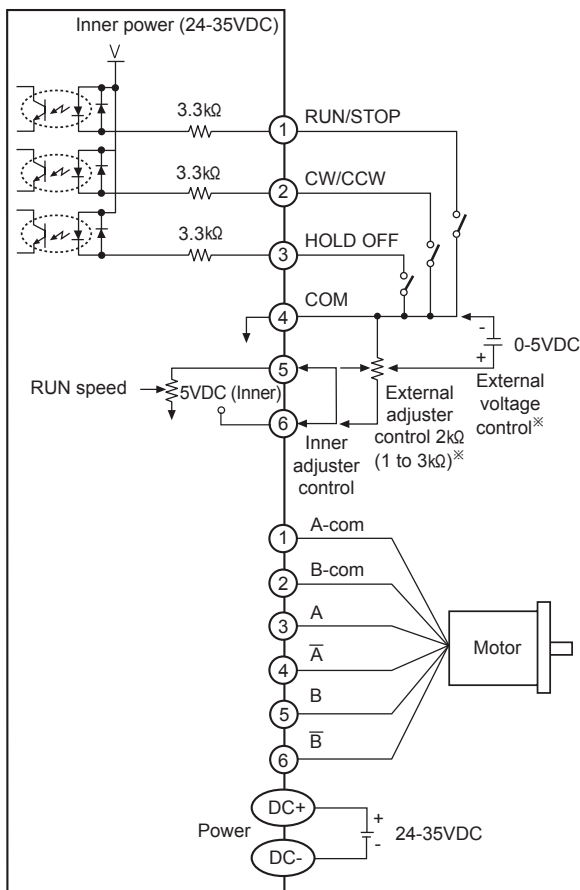 Inner power (24-35VDC)
V
3.3kΩ
1
RUN/STOP
3.3kΩ
2
CW/CCW
3.3kΩ
3
HOLD OFF
4
COM
-
+
0-5VDC
5
RUN speed
5VDC (Inner)
6
Inner
adjuster
control
External
adjuster
control 2kΩ
(1 to 3kΩ)※
External
voltage
control※
1
A-com
2
B-com
3
A
4
A̅
5
B
6
B̅
Motor
DC+
Power
DC-
+
-
24-35VDC